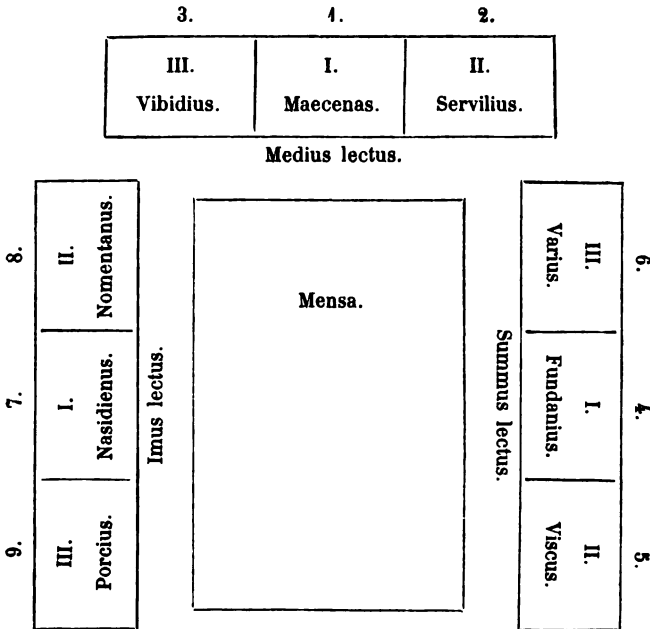 3. 1. 2.
III. I. II.
Vibidius. Maecenas. Servilius.
Medius lectus.
8. II. Nomentanus.
7. I. Nasidienus.
9. III. Porcius.
Imus lectus.
Mensa.
Summus lectus.
Varius. III. 6.
Fundanius. I. 4.
Viscus. II. 5.